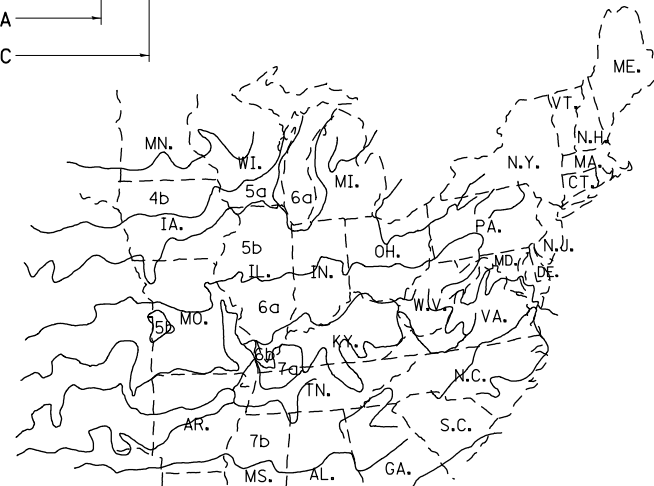 A
C
ME.
VT.
MN.
N.H.
WI.
N.Y.
MA.
MI.
CT.
4b
5a
6a
IA.
PA.
5b
OH.
N.J.
IL.
IN.
MD.
DE.
6a
W.V.
MO.
VA.
5b
KY.
6b
7a
N.C.
TN.
AR.
S.C.
7b
MS.
AL.
GA.